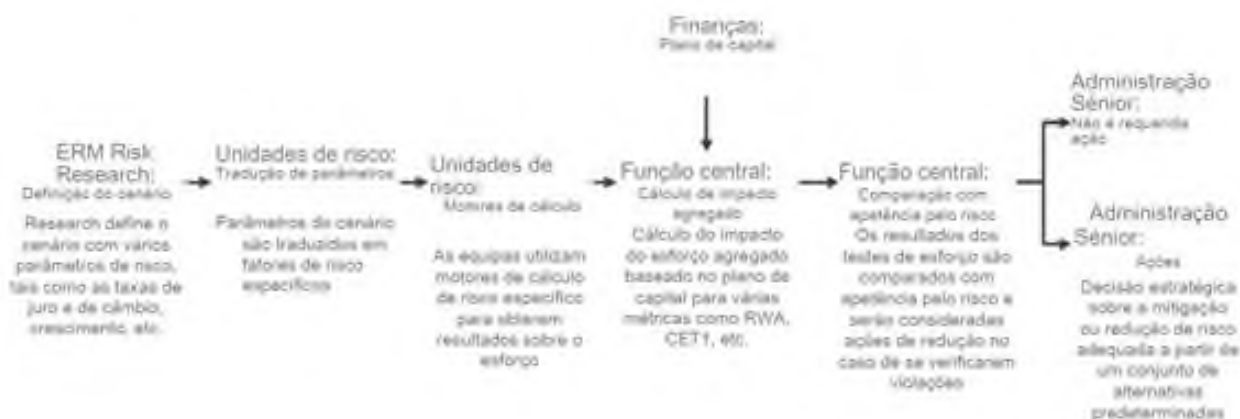 Finanças:
Plano de capital
ERM Risk
Research:
Definição do cenário
Research define o
cenário com vários
parâmetros de risco,
tais como as taxas de
juro e de câmbio,
crescimento, etc.
Unidades de risco:
Tradução de parâmetros
Parâmetros do cenário
são traduzidos em
fatores de risco
específicos
Unidades de
risco:
Motores de cálculo
As equipas utilizam
motores de cálculo
de risco específico
para obterem
resultados sobre o
esforço
Função central:
Cálculo de impacto
agregado
Cálculo do impacto
do esforço agregado
baseado no plano de
capital para várias
métricas como RWA,
CET1, etc.
Função central:
Comparação com
apetência pelo risco
Os resultados dos
testes de esforço são
comparados com
apetência pelo risco e
serão consideradas
ações de redução no
caso de se verificarem
violações
Administração
Sénior:
Não é requerida
ação
Administração
Sénior:
Ações
Decisão estratégica
sobre a mitigação
ou redução de risco
adequada a partir de
um conjunto de
alternativas
predeterminadas